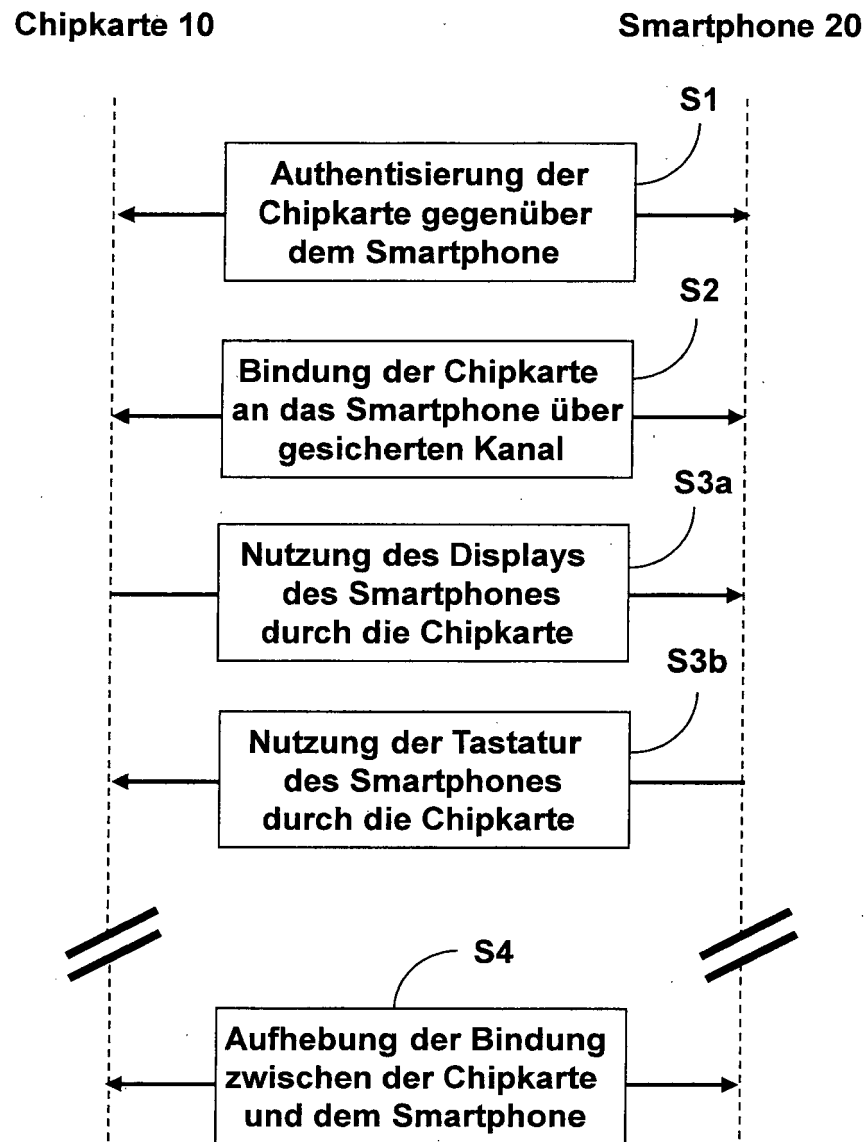 Chipkarte 10
Smartphone 20
S1
Authentisierung der
Chipkarte gegenüber
dem Smartphone
S2
Bindung der Chipkarte
an das Smartphone über
gesicherten Kanal
S3a
Nutzung des Displays
des Smartphones
durch die Chipkarte
S3b
Nutzung der Tastatur
des Smartphones
durch die Chipkarte
S4
Aufhebung der Bindung
zwischen der Chipkarte
und dem Smartphone